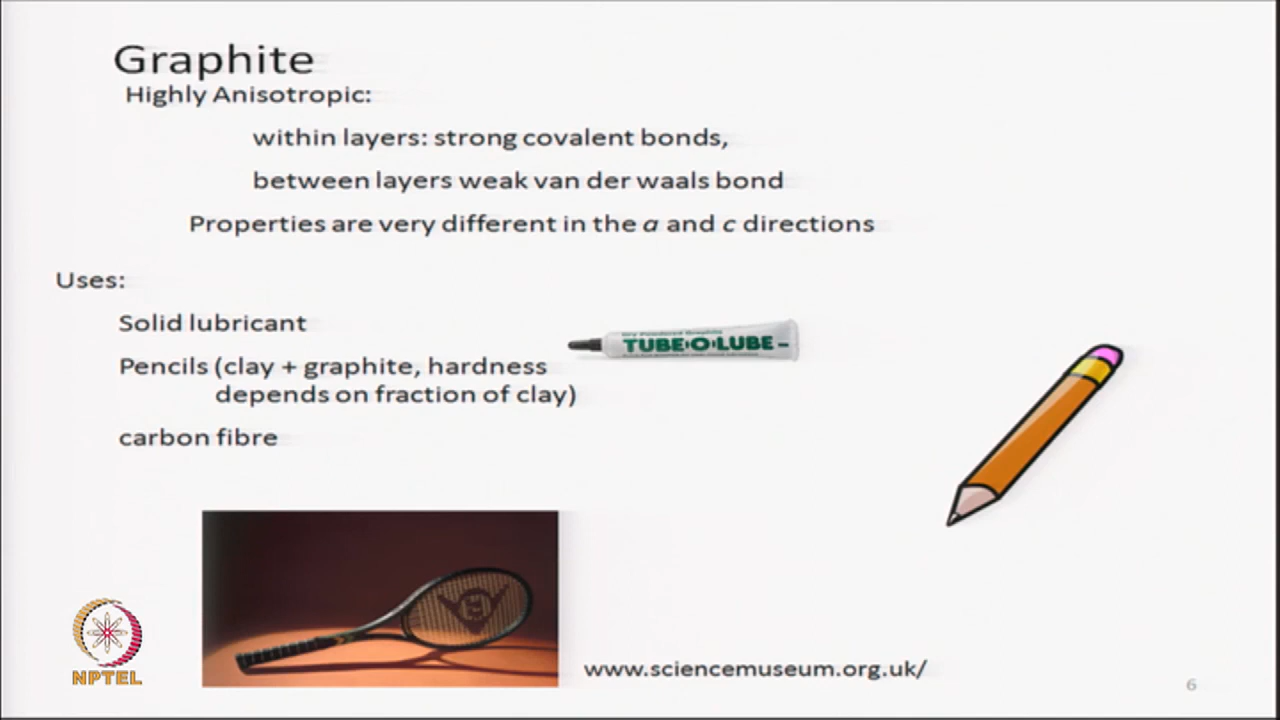 Graphite
Highly Anisotropic:
within layers: strong covalent bonds,
between layers weak van der waals bond
Properties are very different in the a and c directions
Uses:
Solid lubricant
TUBE·O·LUBE
Pencils (clay + graphite, hardness
depends on fraction of clay)
carbon fibre
NPTEL
www.sciencemuseum.org.uk/
6